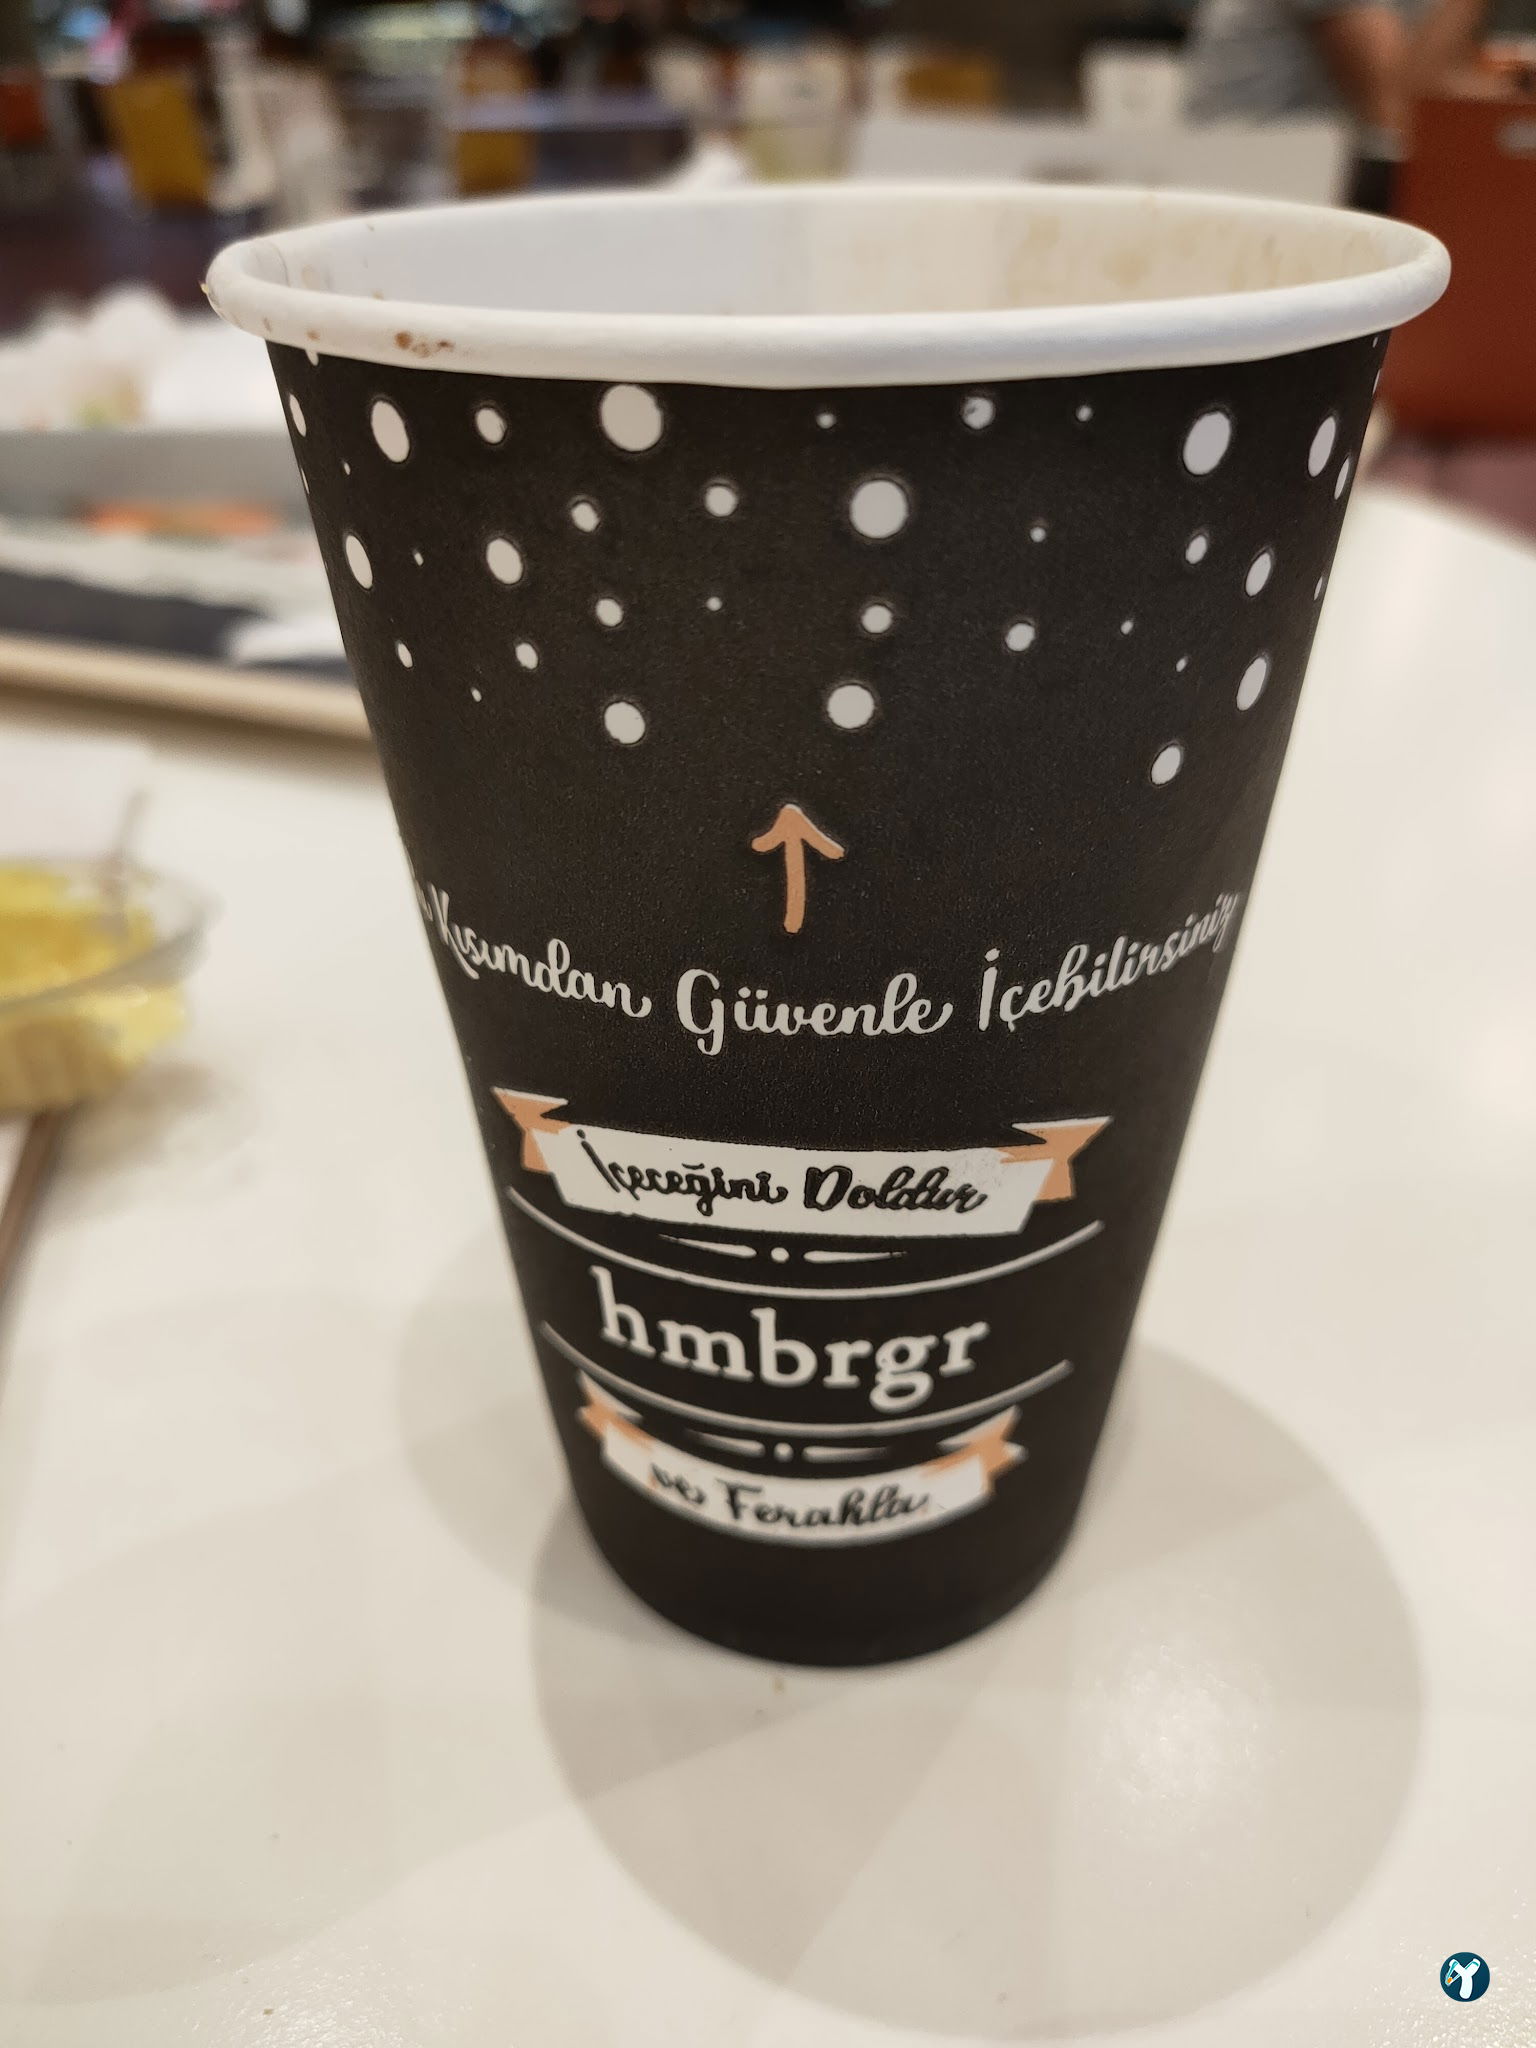 Kısımdan Güvenle İçebilirsiniz
İçeceğini Doldur
hmbrgr
ve Ferahla